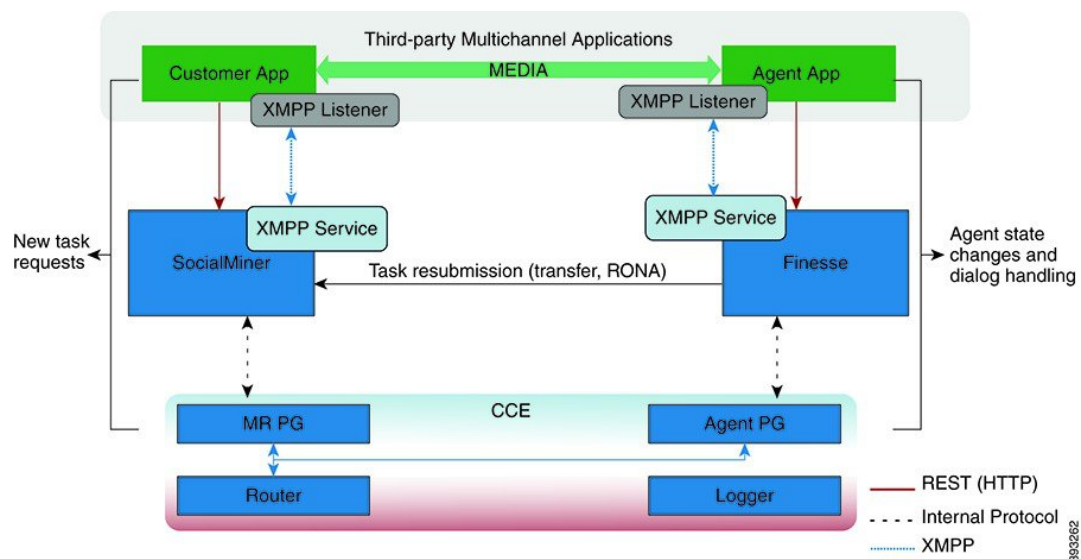 Third-party Multichannel Applications
Customer App
MEDIA
Agent App
XMPP Listener
XMPP Listener
XMPP Service
XMPP Service
SocialMiner
Finesse
New task
requests
Task resubmission (transfer, RONA)
Agent state
changes and
dialog handling
CCE
MR PG
Agent PG
Router
Logger
REST (HTTP)
Internal Protocol
XMPP
393262